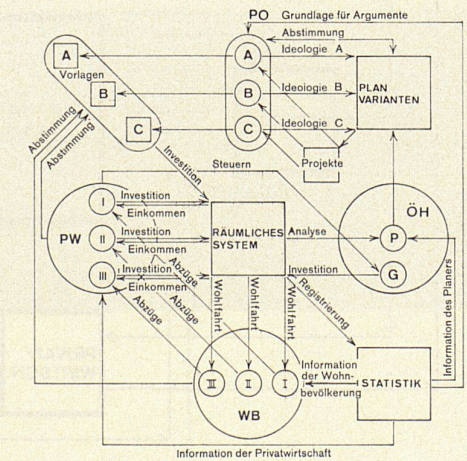 PO Grundlage für Argumente
Abstimmung
A A Ideologie A
Vorlagen
B B Ideologie B PLAN
VARIANTEN
C C Ideologie C
Abstimmung
Abstimmung
Projekte
Investition
Steuern
ÖH
I Investition
Einkommen
PW II Investition RÄUMLICHES
SYSTEM Analyse P
Einkommen
III Investition Investition G
Einkommen
Abzüge
Abzüge
Abzüge
Wohlfahrt
Wohlfahrt
Wohlfahrt
Registrierung
Information des Planers
III II I Information
der Wohn-
bevölkerung
STATISTIK
WB
Information der Privatwirtschaft